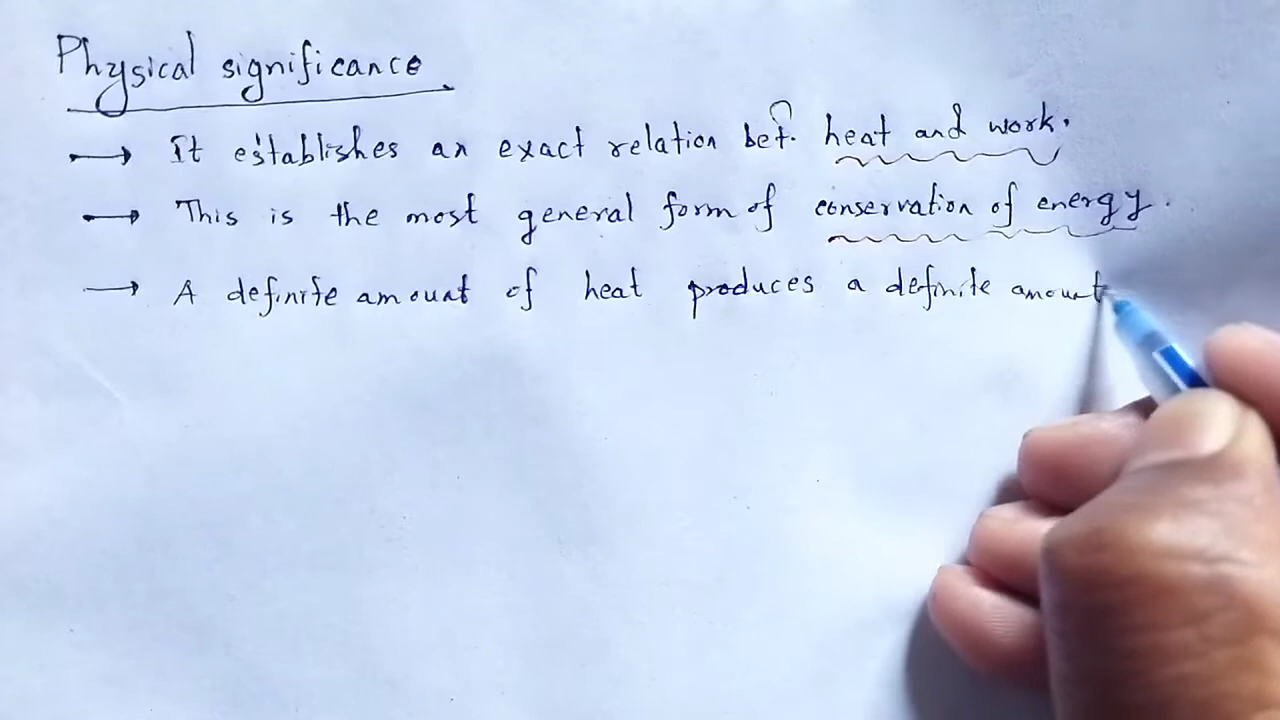 Physical significance
→ It establishes an exact relation bet. heat and work.
→ This is the most general form of conservation of energy.
→ A definite amount of heat produces a definite amount